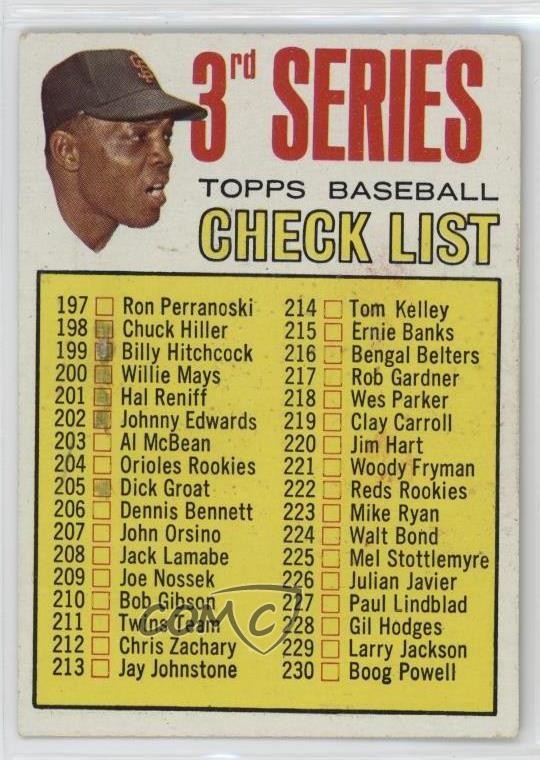 SF
3rd SERIES
TOPPS BASEBALL
CHECK LIST
197 Ron Perranoski
198 Chuck Hiller
199 Billy Hitchcock
200 Willie Mays
201 Hal Reniff
202 Johnny Edwards
203 Al McBean
204 Orioles Rookies
205 Dick Groat
206 Dennis Bennett
207 John Orsino
208 Jack Lamabe
209 Joe Nossek
210 Bob Gibson
211 Twins Team
212 Chris Zachary
213 Jay Johnstone
214 Tom Kelley
215 Ernie Banks
216 Bengal Belters
217 Rob Gardner
218 Wes Parker
219 Clay Carroll
220 Jim Hart
221 Woody Fryman
222 Reds Rookies
223 Mike Ryan
224 Walt Bond
225 Mel Stottlemyre
226 Julian Javier
227 Paul Lindblad
228 Gil Hodges
229 Larry Jackson
230 Boog Powell
COMC